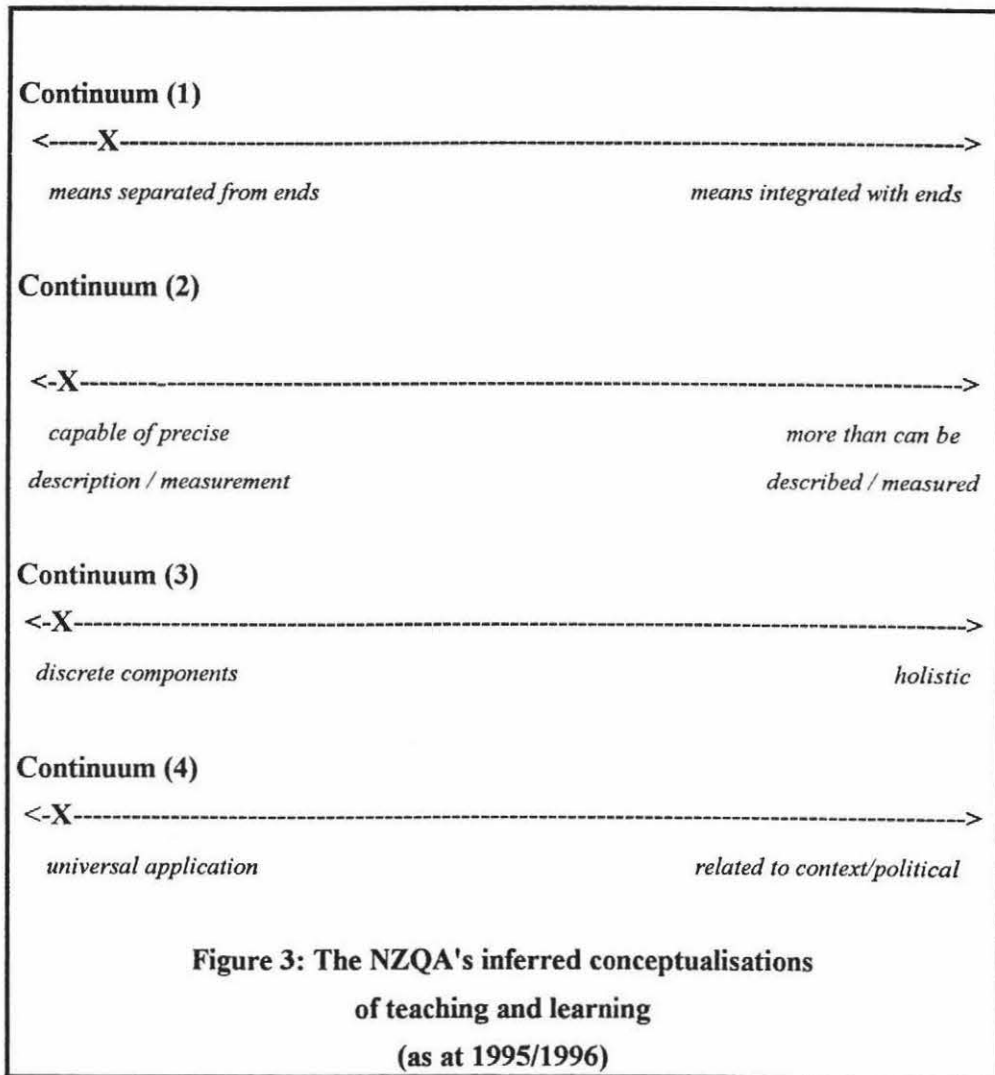 Continuum (1)
<-----X------------------------------------------------------------------------------------------>
means separated from ends means integrated with ends
Continuum (2)
<-X---------------------------------------------------------------------------------------------->
capable of precise more than can be
description / measurement described / measured
Continuum (3)
<-X---------------------------------------------------------------------------------------------->
discrete components holistic
Continuum (4)
<-X---------------------------------------------------------------------------------------------->
universal application related to context/political
Figure 3: The NZQA's inferred conceptualisations
of teaching and learning
(as at 1995/1996)